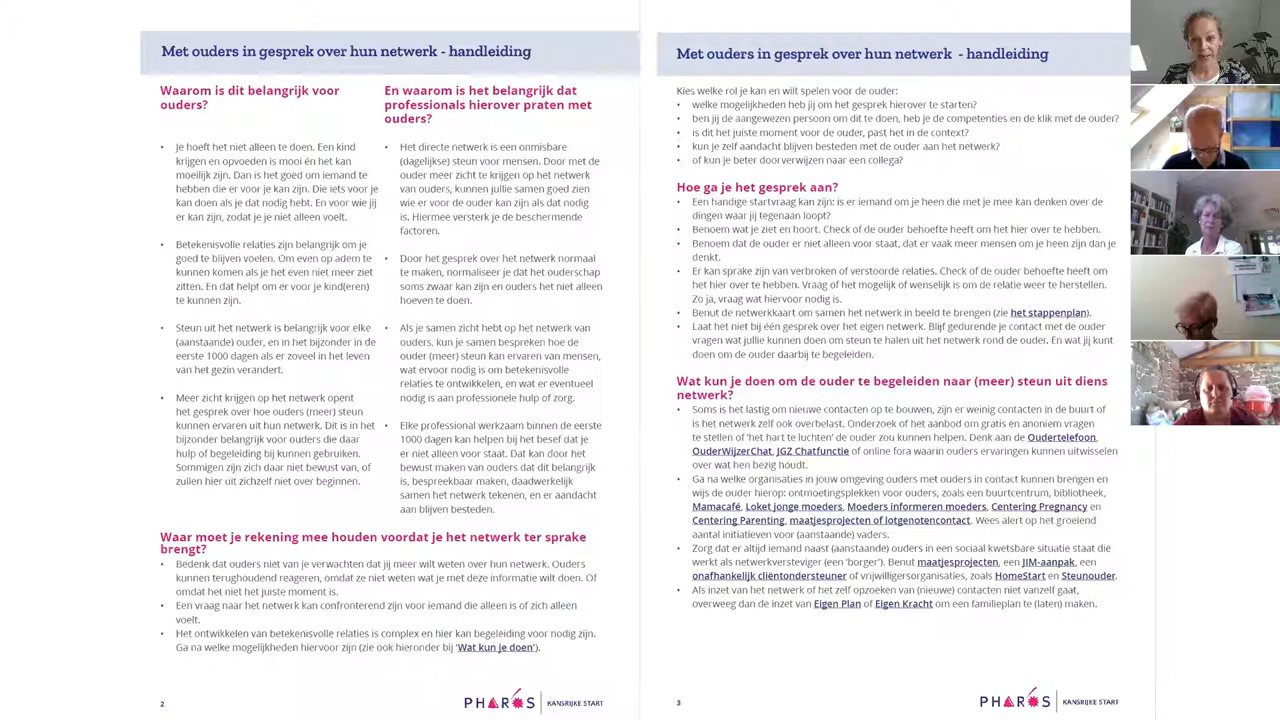 Met ouders in gesprek over hun netwerk - handleiding
Waarom is dit belangrijk voor
ouders?
Je hoeft het niet alleen te doen. Een kind
krijgen en opvoeden is mooi én het kan
moeilijk zijn. Dan is het goed om iemand te
hebben die er voor je kan zijn. Die iets voor je
kan doen als je dat nodig hebt. En voor wie jij
er kan zijn, zodat je je niet alleen voelt.
Betekenisvolle relaties zijn belangrijk om je
goed te blijven voelen. Om even op adem te
kunnen komen als je het even niet meer ziet
zitten. En dat helpt om er voor je kind(eren)
te kunnen zijn.
Steun uit het netwerk is belangrijk voor elke
(aanstaande) ouder, en in het bijzonder in de
eerste 1000 dagen als er zoveel in het leven
van het gezin verandert.
Meer zicht krijgen op het netwerk opent
het gesprek over hoe ouders (meer) steun
kunnen ervaren uit hun netwerk. Dit is in het
bijzonder belangrijk voor ouders die daar
hulp of begeleiding bij kunnen gebruiken.
Sommigen zijn zich daar niet bewust van, of
zullen hier uit zichzelf niet over beginnen.
En waarom is het belangrijk dat
professionals hierover praten met
ouders?
Het directe netwerk is een onmisbare
(dagelijkse) steun voor mensen. Door met de
ouder meer zicht te krijgen op het netwerk
van ouders, kunnen jullie samen goed zien
wie er voor de ouder kan zijn als dat nodig
is. Hiermee versterk je de beschermende
factoren.
Door het gesprek over het netwerk normaal
te maken, normaliseer je dat het ouderschap
soms zwaar kan zijn en ouders het niet alleen
hoeven te doen.
Als je samen zicht hebt op het netwerk van
ouders, kun je samen bespreken hoe de
ouder (meer) steun kan ervaren van mensen,
wat ervoor nodig is om betekenisvolle
relaties te ontwikkelen, en wat er eventueel
nodig is aan professionele hulp of zorg.
Elke professional werkzaam binnen de eerste
1000 dagen kan helpen bij het besef dat je
er niet alleen voor staat. Dat kan door het
bewust maken van ouders dat dit belangrijk
is, bespreekbaar maken, daadwerkelijk
samen het netwerk tekenen, en er aandacht
aan blijven besteden.
Waar moet je rekening mee houden voordat je het netwerk ter sprake
brengt?
Bedenk dat ouders niet van je verwachten dat jij meer wilt weten over hun netwerk. Ouders
kunnen terughoudend reageren, omdat ze niet weten wat je met deze informatie wilt doen. Of
omdat het niet het juiste moment is.
Een vraag naar het netwerk kan confronterend zijn voor iemand die alleen is of zich alleen
voelt.
Het ontwikkelen van betekenisvolle relaties is complex en hier kan begeleiding voor nodig zijn.
Ga na welke mogelijkheden hiervoor zijn (zie ook hieronder bij 'Wat kun je doen').
2
PHAROS KANSRIJKE START
Met ouders in gesprek over hun netwerk - handleiding
Kies welke rol je kan en wilt spelen voor de ouder:
welke mogelijkheden heb jij om het gesprek hierover te starten?
ben jij de aangewezen persoon om dit te doen, heb je de competenties en de klik met de ouder?
is dit het juiste moment voor de ouder, past het in de context?
kun je zelf aandacht blijven besteden met de ouder aan het netwerk?
of kun je beter doorverwijzen naar een collega?
Hoe ga je het gesprek aan?
Een handige startvraag kan zijn: is er iemand om je heen die met je mee kan denken over de
dingen waar jij tegenaan loopt?
Benoem wat je ziet en hoort. Check of de ouder behoefte heeft om het hier over te hebben.
Benoem dat de ouder er niet alleen voor staat, dat er vaak meer mensen om je heen zijn dan je
denkt.
Er kan sprake zijn van verbroken of verstoorde relaties. Check of de ouder behoefte heeft om
het hier over te hebben. Vraag of het mogelijk of wenselijk is om de relatie weer te herstellen.
Zo ja, vraag wat hiervoor nodig is.
Benut de netwerkkaart om samen het netwerk in beeld te brengen (zie het stappenplan).
Laat het niet bij één gesprek over het eigen netwerk. Blijf gedurende je contact met de ouder
vragen wat jullie kunnen doen om steun te halen uit het netwerk rond de ouder. En wat jij kunt
doen om de ouder daarbij te begeleiden.
Wat kun je doen om de ouder te begeleiden naar (meer) steun uit diens
netwerk?
Soms is het lastig om nieuwe contacten op te bouwen, zijn er weinig contacten in de buurt of
is het netwerk zelf ook overbelast. Onderzoek of het aanbod om gratis en anoniem vragen
te stellen of 'het hart te luchten' de ouder zou kunnen helpen. Denk aan de Oudertelefoon,
OuderWijzerChat, JGZ Chatfunctie of online fora waarin ouders ervaringen kunnen uitwisselen
over wat hen bezig houdt.
Ga na welke organisaties in jouw omgeving ouders met ouders in contact kunnen brengen en
wijs de ouder hierop: ontmoetingsplekken voor ouders, zoals een buurtcentrum, bibliotheek,
Mamacafé, Loket jonge moeders, Moeders informeren moeders, Centering Pregnancy en
Centering Parenting, maatjesprojecten of lotgenotencontact. Wees alert op het groeiend
aantal initiatieven voor (aanstaande) vaders.
Zorg dat er altijd iemand naast (aanstaande) ouders in een sociaal kwetsbare situatie staat die
werkt als netwerkversteviger (een 'borger'). Benut maatjesprojecten, een JIM-aanpak, een
onafhankelijk cliëntondersteuner of vrijwilligersorganisaties, zoals HomeStart en Steunouder.
Als inzet van het netwerk of het zelf opzoeken van (nieuwe) contacten niet vanzelf gaat,
overweeg dan de inzet van Eigen Plan of Eigen Kracht om een familieplan te (laten) maken.
3
PHAROS KANSRIJKE START